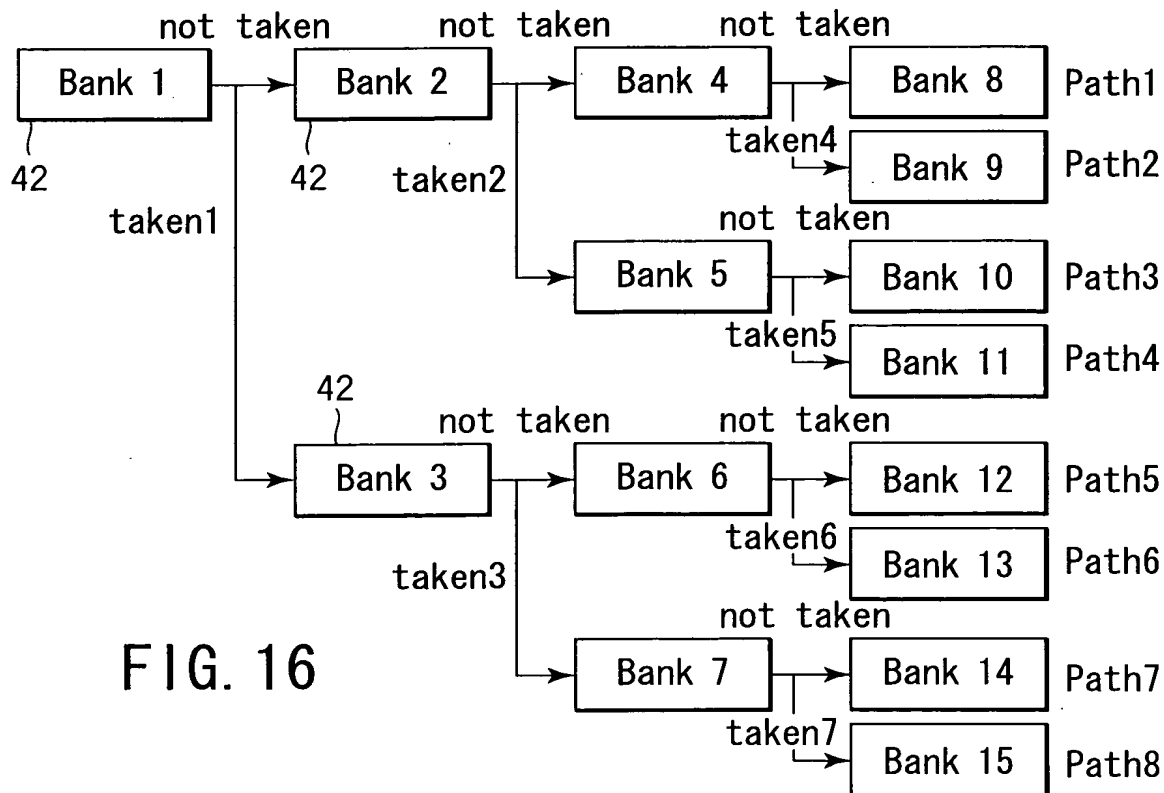 not taken not taken not taken
Bank 1 Bank 2 Bank 4 Bank 8 Path1
42 42 taken2 taken4 Bank 9 Path2
taken1 not taken
Bank 5 Bank 10 Path3
taken5 Bank 11 Path4
42 not taken not taken
Bank 3 Bank 6 Bank 12 Path5
taken3 taken6 Bank 13 Path6
not taken
FIG. 16 Bank 7 Bank 14 Path7
taken7 Bank 15 Path8